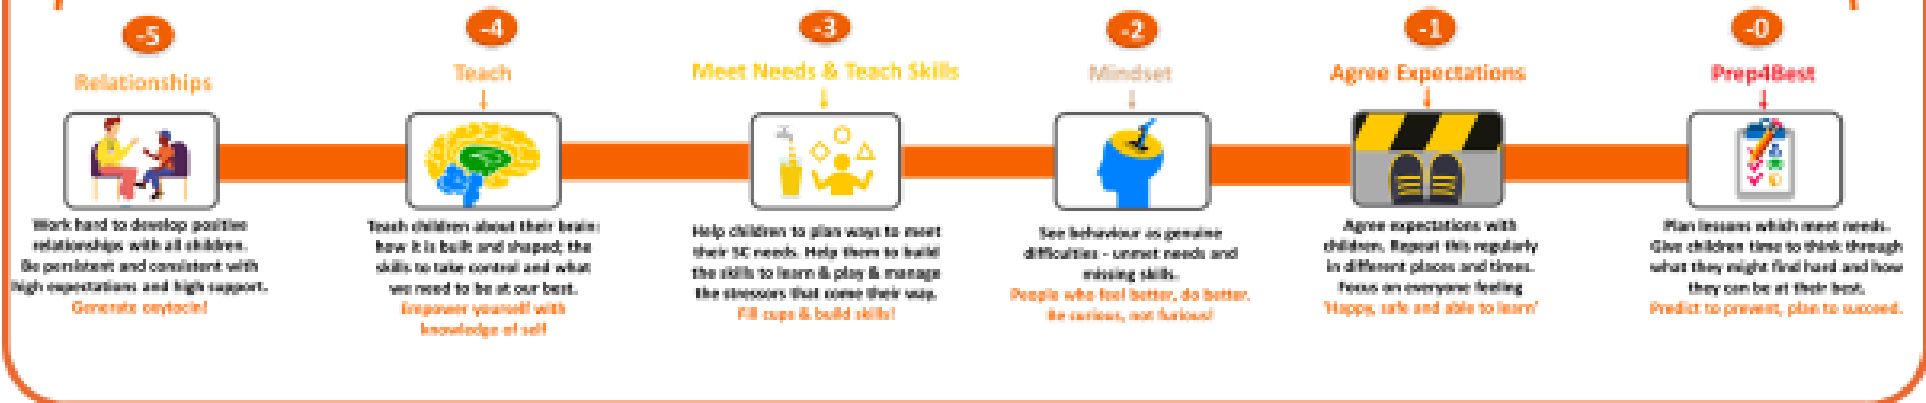 -5
Relationships
Work hard to develop positive
relationships with all children.
Be persistent and consistent with
high expectations and high support.
Generate oxytocin!
-4
Teach
Teach children about their brain:
how it is built and shaped; the
skills to take control and what
we need to be at our best.
Empower yourself with
knowledge of self
-3
Meet Needs & Teach Skills
Help children to plan ways to meet
their 5C needs. Help them to build
the skills to learn & play & manage
the stressors that come their way.
Fill cups & build skills!
-2
Mindset
See behaviour as genuine
difficulties - unmet needs and
missing skills.
People who feel better, do better.
Be curious, not furious!
-1
Agree Expectations
Agree expectations with
children. Repeat this regularly
in different places and times.
Focus on everyone feeling
'Happy, safe and able to learn'
-0
Prep4Best
Plan lessons which meet needs.
Give children time to think through
what they might find hard and how
they can be at their best.
Predict to prevent, plan to succeed.